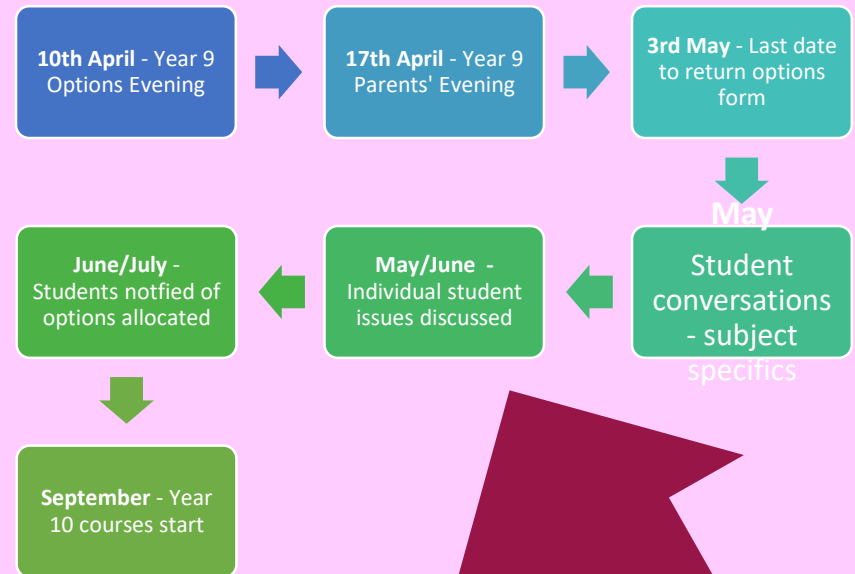 10th April - Year 9
Options Evening
17th April - Year 9
Parents' Evening
3rd May - Last date
to return options
form
May
Student
conversations
- subject
specifics
May/June -
Individual student
issues discussed
June/July -
Students notfied of
options allocated
September - Year
10 courses start